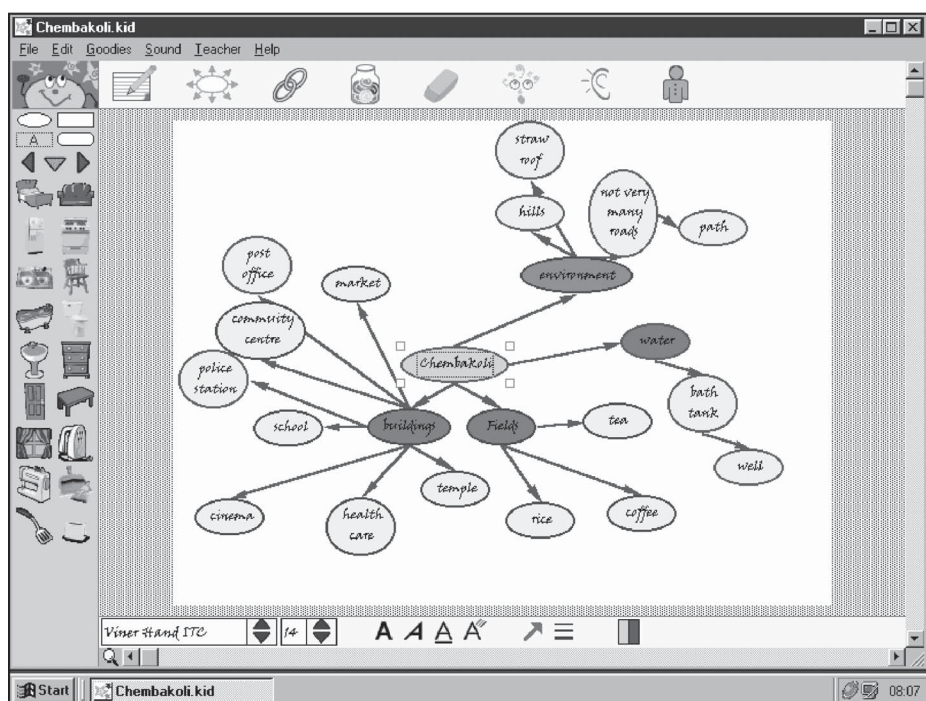 Chembakoli.kid
File Edit Goodies Sound Teacher Help
A
straw
roof
hills
not very
many
roads
path
environment
post
office
market
commuity
centre
police
station
Chembakoli
water
bath
tank
well
school
buildings
Fields
tea
cinema
health
care
temple
rice
coffee
Viner Hand ITC 14 A A A A
Start Chembakoli.kid 08:07